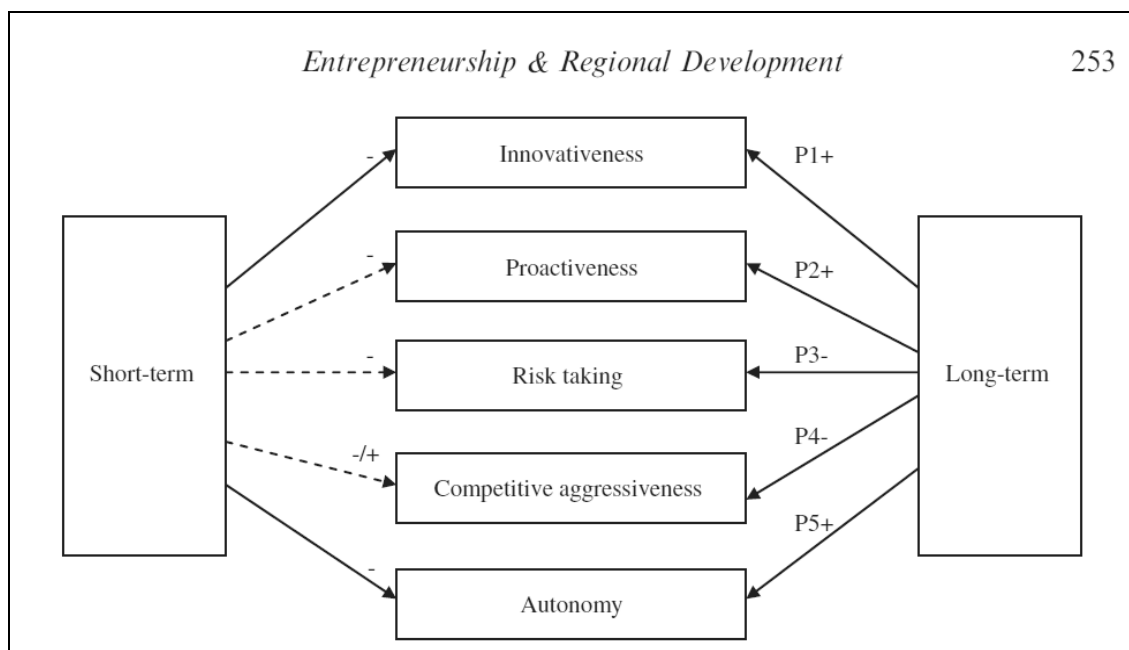 Entrepreneurship & Regional Development 253
- Innovativeness P1+
- Proactiveness P2+
- Risk taking P3-
Short-term Long-term
-/+ Competitive aggressiveness P4-
P5+
- Autonomy